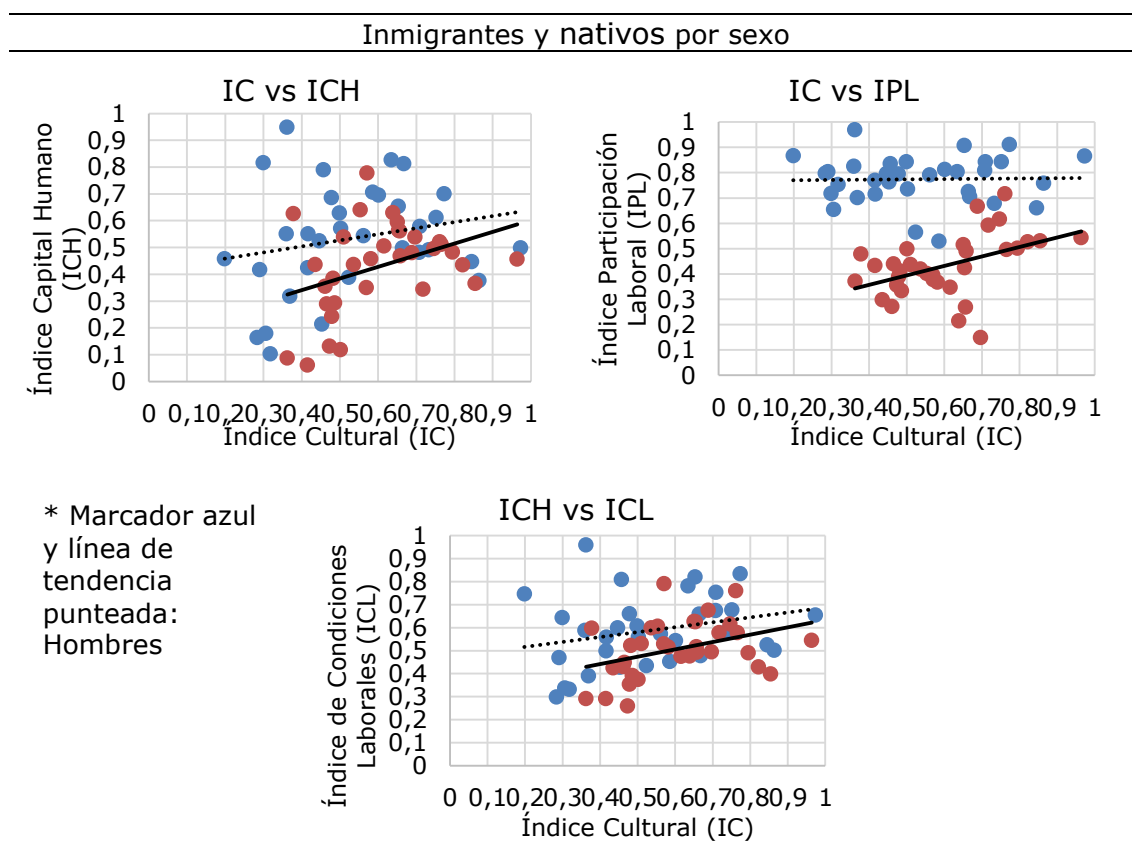 Inmigrantes y nativos por sexo
IC vs ICH
Índice Capital Humano
(ICH)
1
0,9
0,8
0,7
0,6
0,5
0,4
0,3
0,2
0,1
0
0 0,10,20,30,40,50,60,70,80,9 1
Índice Cultural (IC)
IC vs IPL
Índice Participación
Laboral (IPL)
1
0,9
0,8
0,7
0,6
0,5
0,4
0,3
0,2
0,1
0
0 0,10,20,30,40,50,60,70,80,9 1
Índice Cultural (IC)
* Marcador azul
y línea de
tendencia
punteada:
Hombres
ICH vs ICL
Índice de Condiciones
Laborales (ICL)
1
0,9
0,8
0,7
0,6
0,5
0,4
0,3
0,2
0,1
0
0 0,10,20,30,40,50,60,70,80,9 1
Índice Cultural (IC)